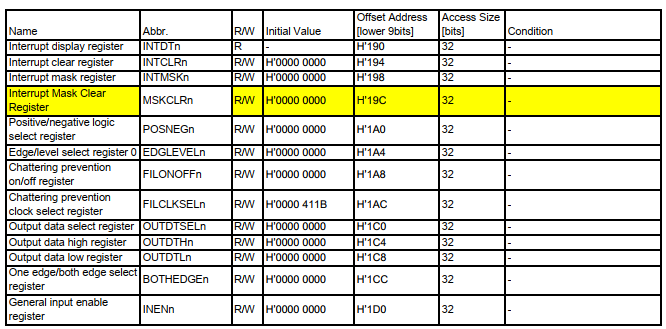 Name Abbr. R/W Initial Value Offset Address [lower 9bits] Access Size [bits] Condition
Interrupt display register INTDTn R - H'190 32 -
Interrupt clear register INTCLRn R/W H'0000 0000 H'194 32 -
Interrupt mask register INTMSKn R/W H'0000 0000 H'198 32 -
Interrupt Mask Clear Register MSKCLRn R/W H'0000 0000 H'19C 32 -
Positive/negative logic select register POSNEGn R/W H'0000 0000 H'1A0 32 -
Edge/level select register 0 EDGLEVELn R/W H'0000 0000 H'1A4 32 -
Chattering prevention on/off register FILONOFFn R/W H'0000 0000 H'1A8 32 -
Chattering prevention clock select register FILCLKSELn R/W H'0000 411B H'1AC 32 -
Output data select register OUTDTSELn R/W H'0000 0000 H'1C0 32 -
Output data high register OUTDTHn R/W H'0000 0000 H'1C4 32 -
Output data low register OUTDTLn R/W H'0000 0000 H'1C8 32 -
One edge/both edge select register BOTHEDGEn R/W H'0000 0000 H'1CC 32 -
General input enable register INENn R/W H'0000 0000 H'1D0 32 -